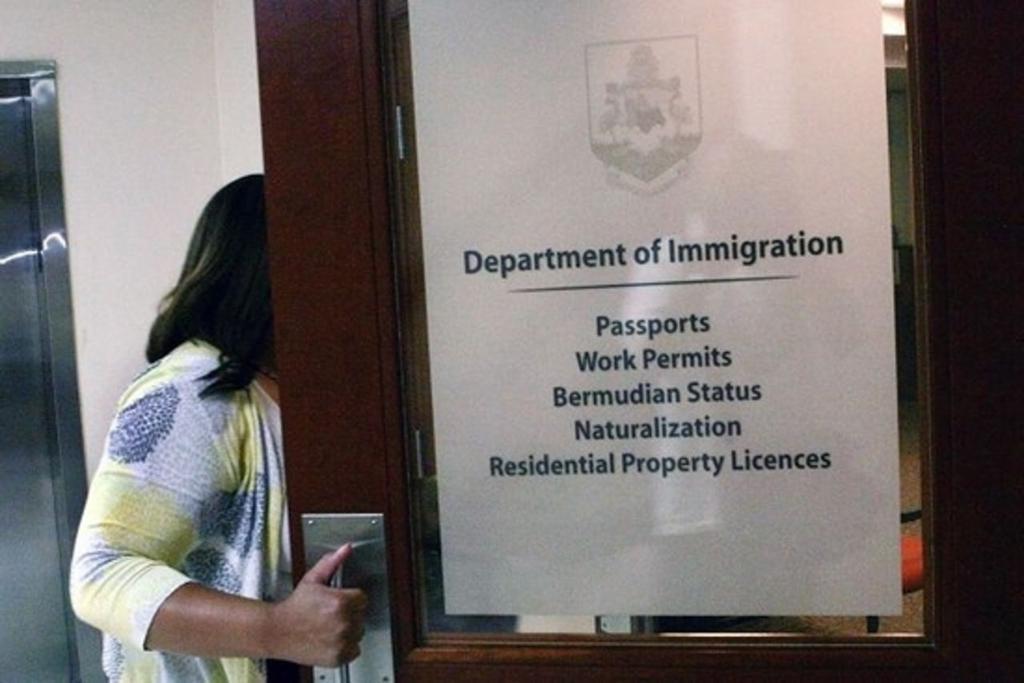 Department of Immigration
Passports
Work Permits
Bermudian Status
Naturalization
Residential Property Licences